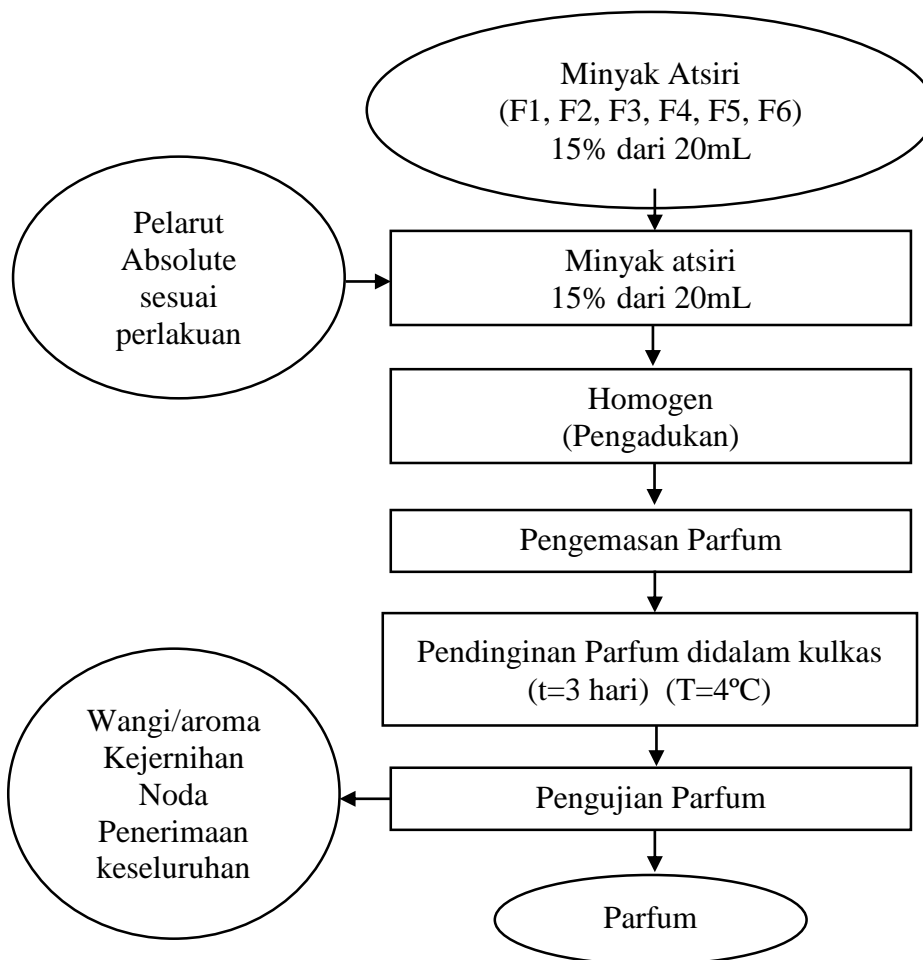 Minyak Atsiri
(F1, F2, F3, F4, F5, F6)
15% dari 20mL
Pelarut
Absolute
sesuai
perlakuan
Minyak atsiri
15% dari 20mL
Homogen
(Pengadukan)
Pengemasan Parfum
Pendinginan Parfum didalam kulkas
(t=3 hari) (T=4ºC)
Wangi/aroma
Kejernihan
Noda
Penerimaan
keseluruhan
Pengujian Parfum
Parfum